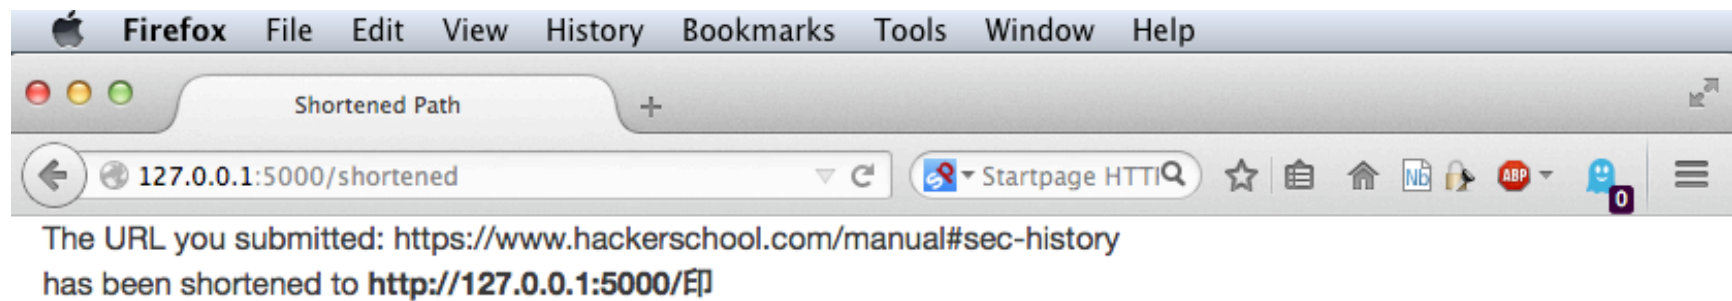 Firefox File Edit View History Bookmarks Tools Window Help
Shortened Path
127.0.0.1:5000/shortened Startpage HTTI Nb ABP 0
The URL you submitted: https://www.hackerschool.com/manual#sec-history
has been shortened to http://127.0.0.1:5000/印